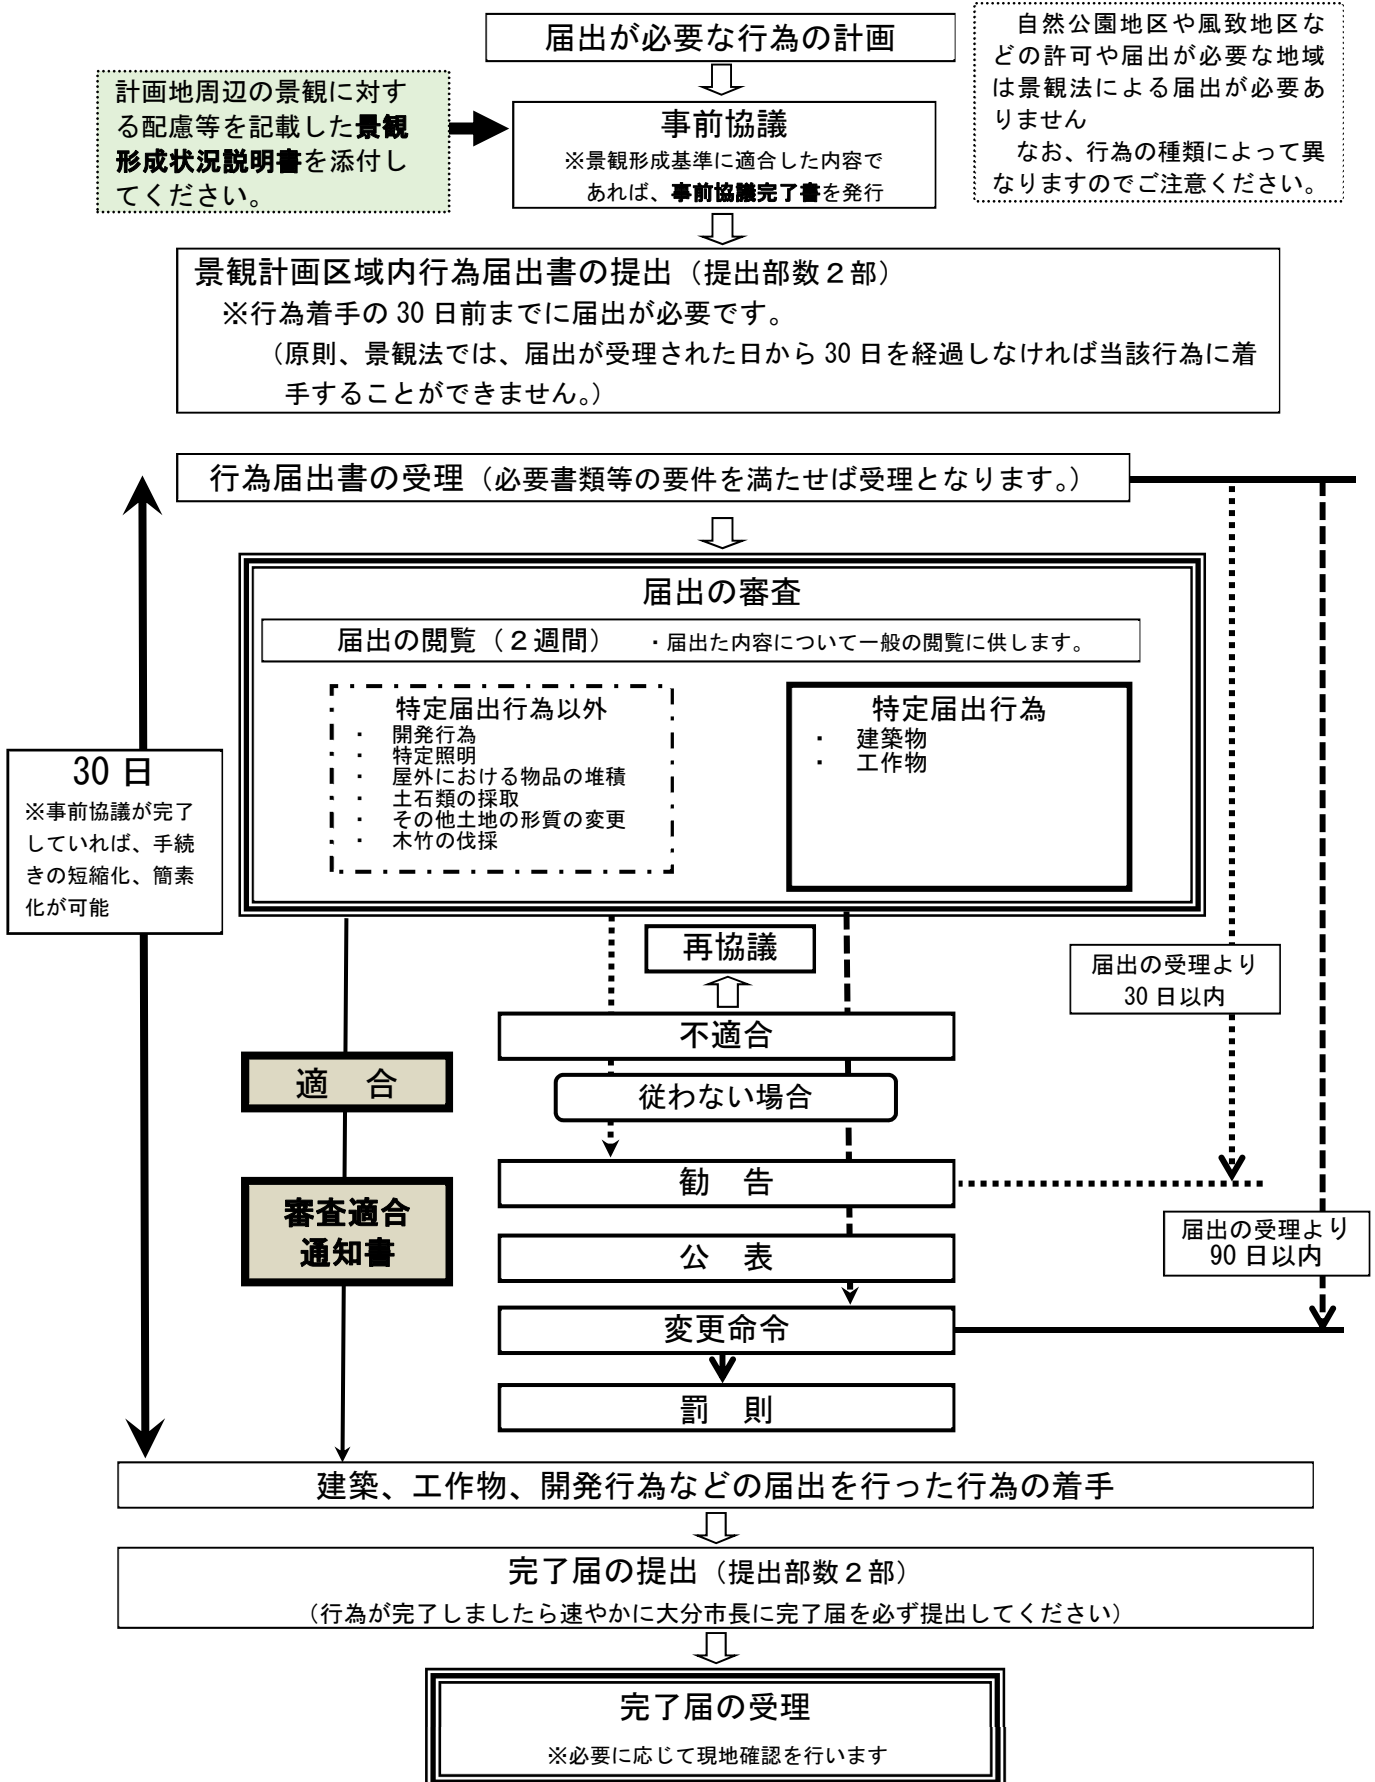 届出が必要な行為の計画
自然公園地区や風致地区な
どの許可や届出が必要な地域
は景観法による届出が必要あ
りません
なお、行為の種類によって異
なりますのでご注意ください。
計画地周辺の景観に対す
る配慮等を記載した景観
形成状況説明書を添付し
てください。
事前協議
※景観形成基準に適合した内容で
あれば、事前協議完了書を発行
景観計画区域内行為届出書の提出（提出部数２部）
※行為着手の 30 日前までに届出が必要です。
（原則、景観法では、届出が受理された日から 30 日を経過しなければ当該行為に着
手することができません。）
行為届出書の受理（必要書類等の要件を満たせば受理となります。）
届出の審査
届出の閲覧（２週間）　・届出た内容について一般の閲覧に供します。
特定届出行為以外
・ 開発行為
・ 特定照明
・ 屋外における物品の堆積
・ 土石類の採取
・ その他土地の形質の変更
・ 木竹の伐採
特定届出行為
・ 建築物
・ 工作物
30 日
※事前協議が完了
していれば、手続
きの短縮化、簡素
化が可能
再協議
届出の受理より
30 日以内
不適合
適　合
従わない場合
勧　告
審査適合
通知書
届出の受理より
90 日以内
公　表
変更命令
罰　則
建築、工作物、開発行為などの届出を行った行為の着手
完了届の提出（提出部数２部）
（行為が完了しましたら速やかに大分市長に完了届を必ず提出してください）
完了届の受理
※必要に応じて現地確認を行います